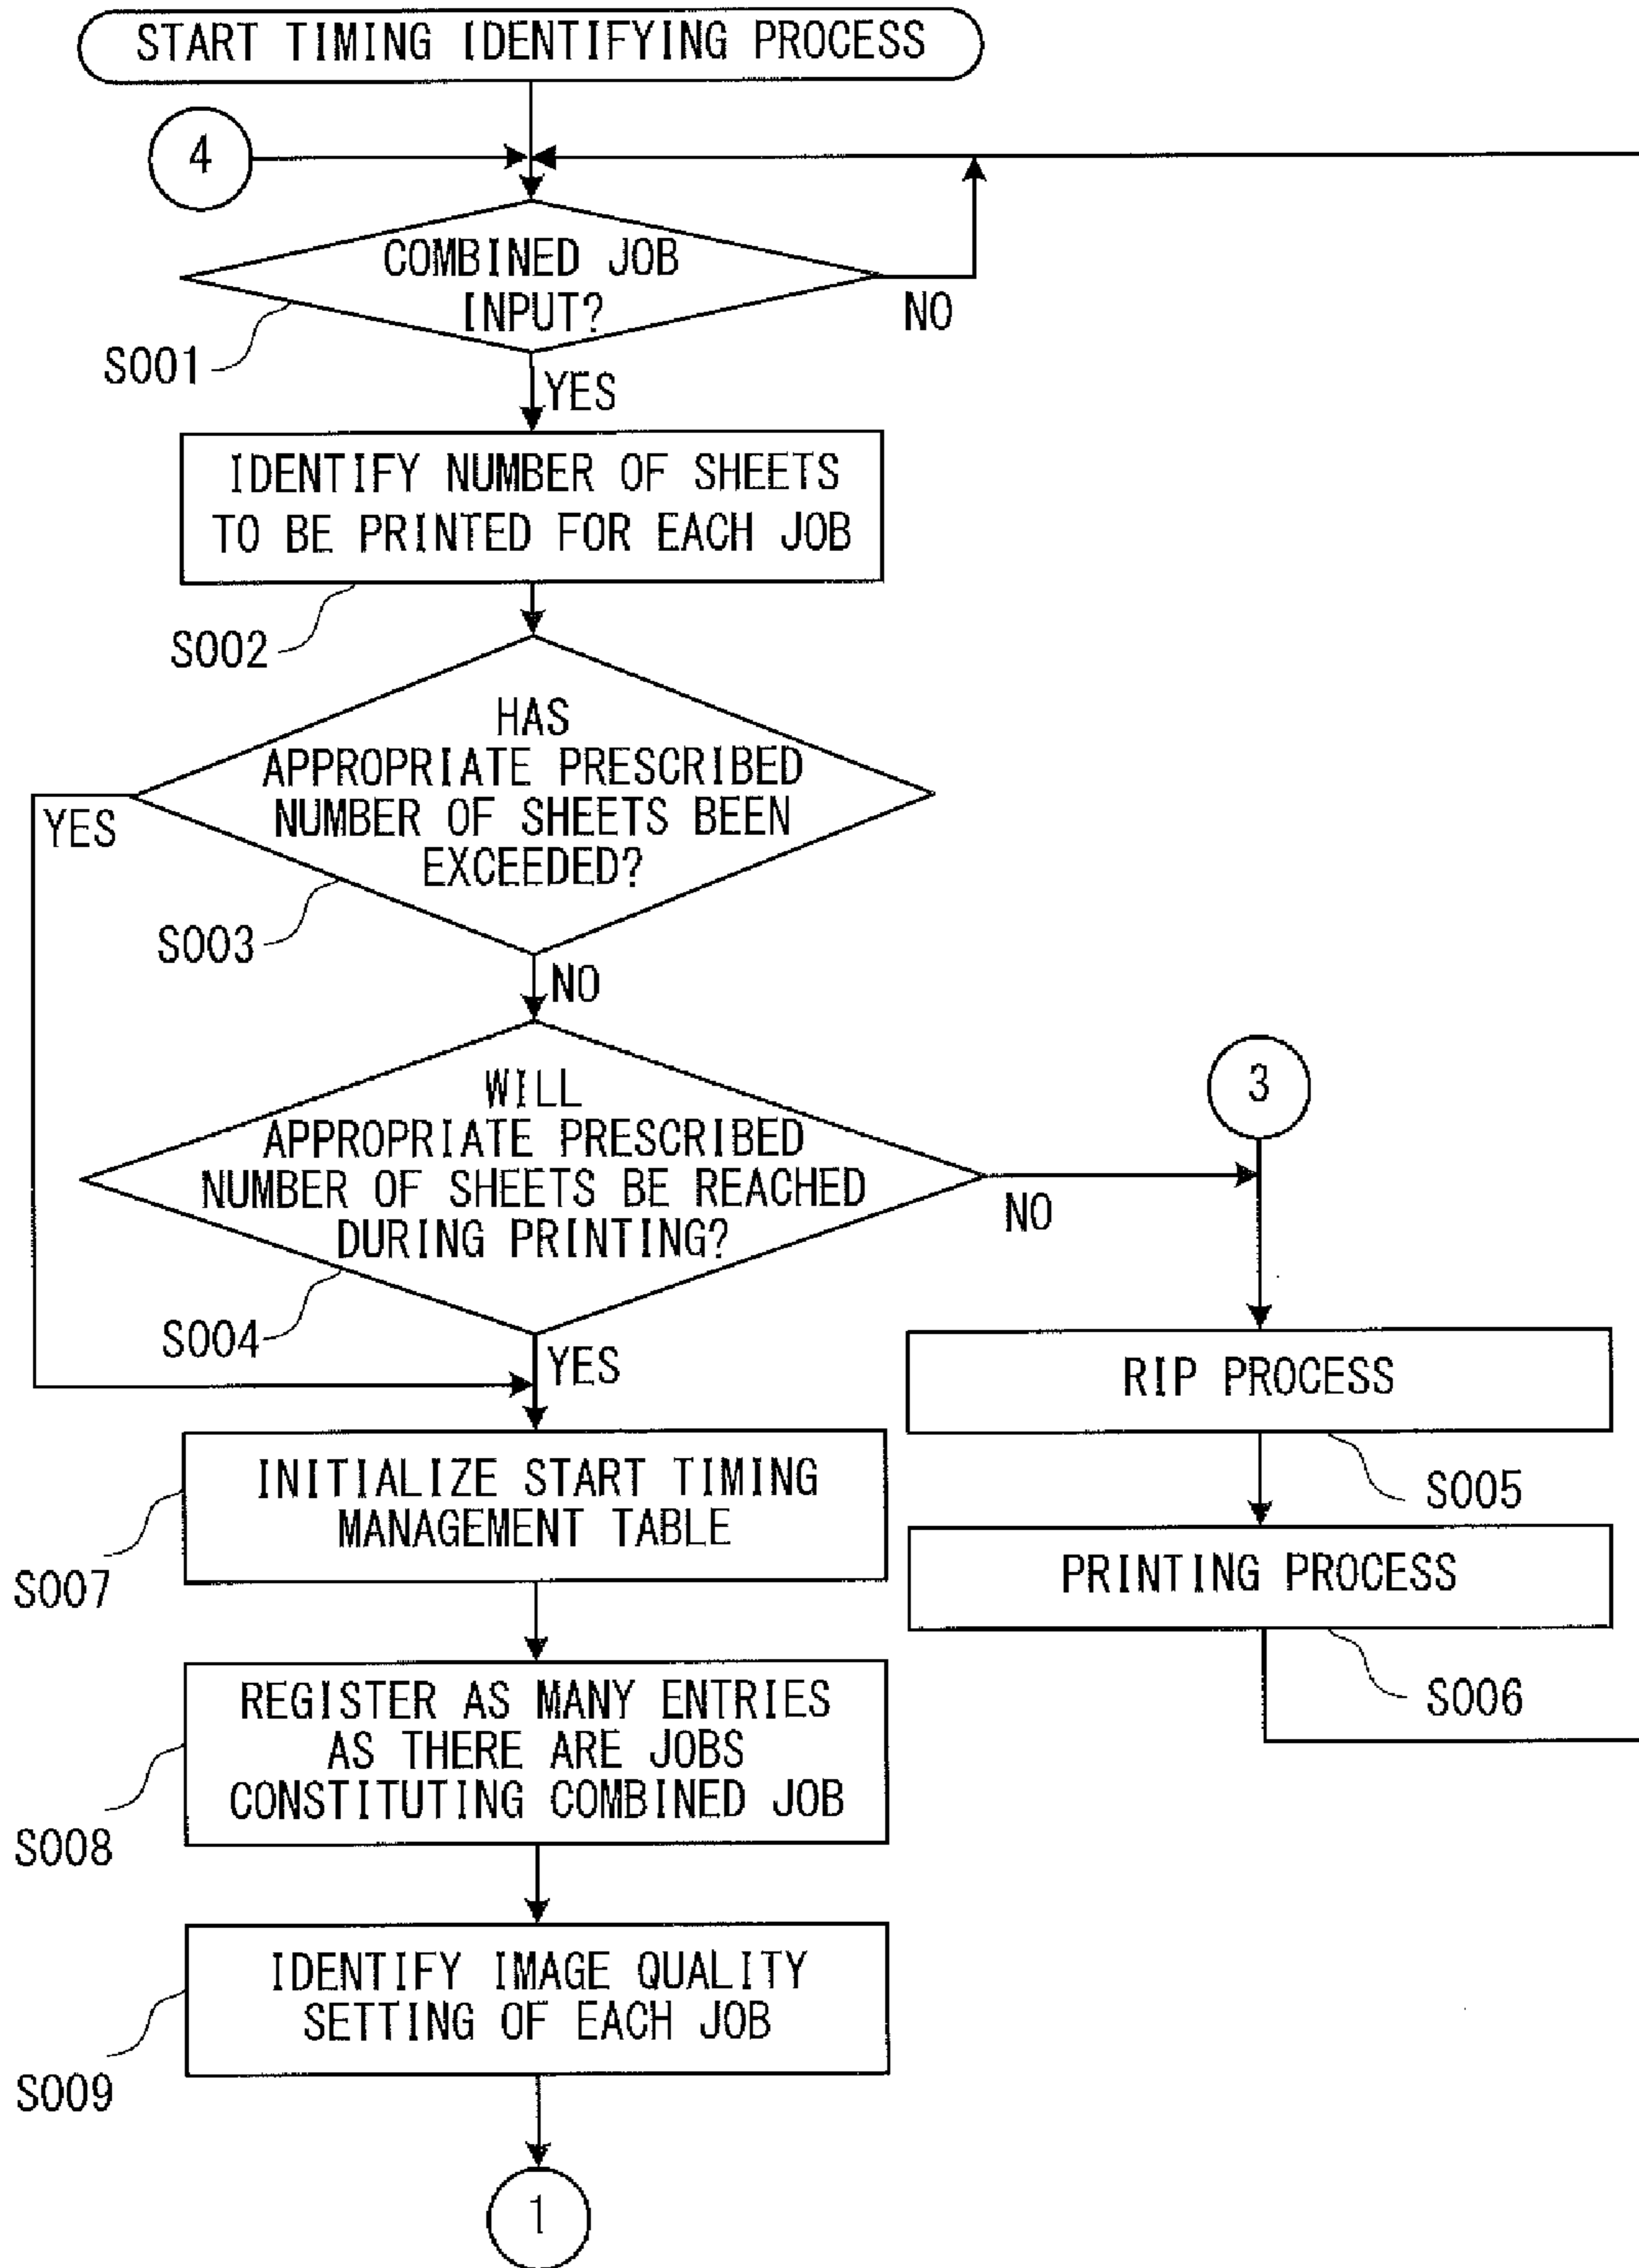 START TIMING IDENTIFYING PROCESS
4
COMBINED JOB
INPUT?
NO
S001
YES
IDENTIFY NUMBER OF SHEETS
TO BE PRINTED FOR EACH JOB
S002
HAS
APPROPRIATE PRESCRIBED
NUMBER OF SHEETS BEEN
EXCEEDED?
YES
S003
NO
WILL
APPROPRIATE PRESCRIBED
NUMBER OF SHEETS BE REACHED
DURING PRINTING?
NO
3
S004
YES
RIP PROCESS
S005
INITIALIZE START TIMING
MANAGEMENT TABLE
S007
PRINTING PROCESS
S006
REGISTER AS MANY ENTRIES
AS THERE ARE JOBS
CONSTITUTING COMBINED JOB
S008
IDENTIFY IMAGE QUALITY
SETTING OF EACH JOB
S009
1